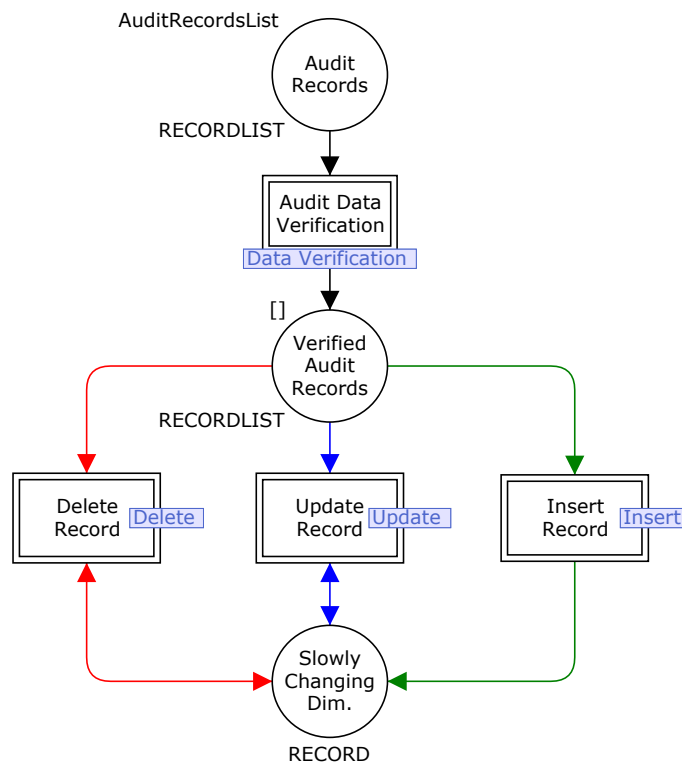 AuditRecordsList
Audit
Records
RECORDLIST
Audit Data
Verification
Data Verification
[]
Verified
Audit
Records
RECORDLIST
Delete
Record
Delete
Update
Record
Update
Insert
Record
Insert
Slowly
Changing
Dim.
RECORD